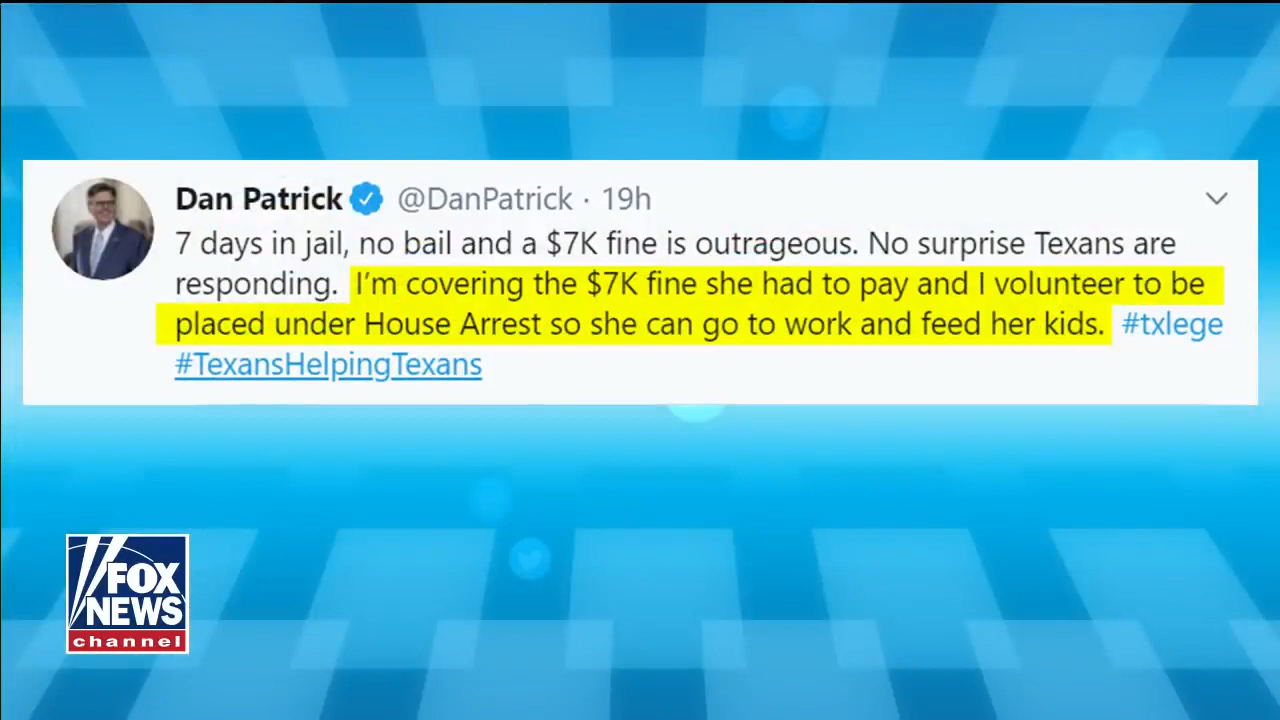 Dan Patrick @DanPatrick · 19h
7 days in jail, no bail and a $7K fine is outrageous. No surprise Texans are
responding. I'm covering the $7K fine she had to pay and I volunteer to be
placed under House Arrest so she can go to work and feed her kids. #txlege
#TexansHelpingTexans
FOX
NEWS
channel